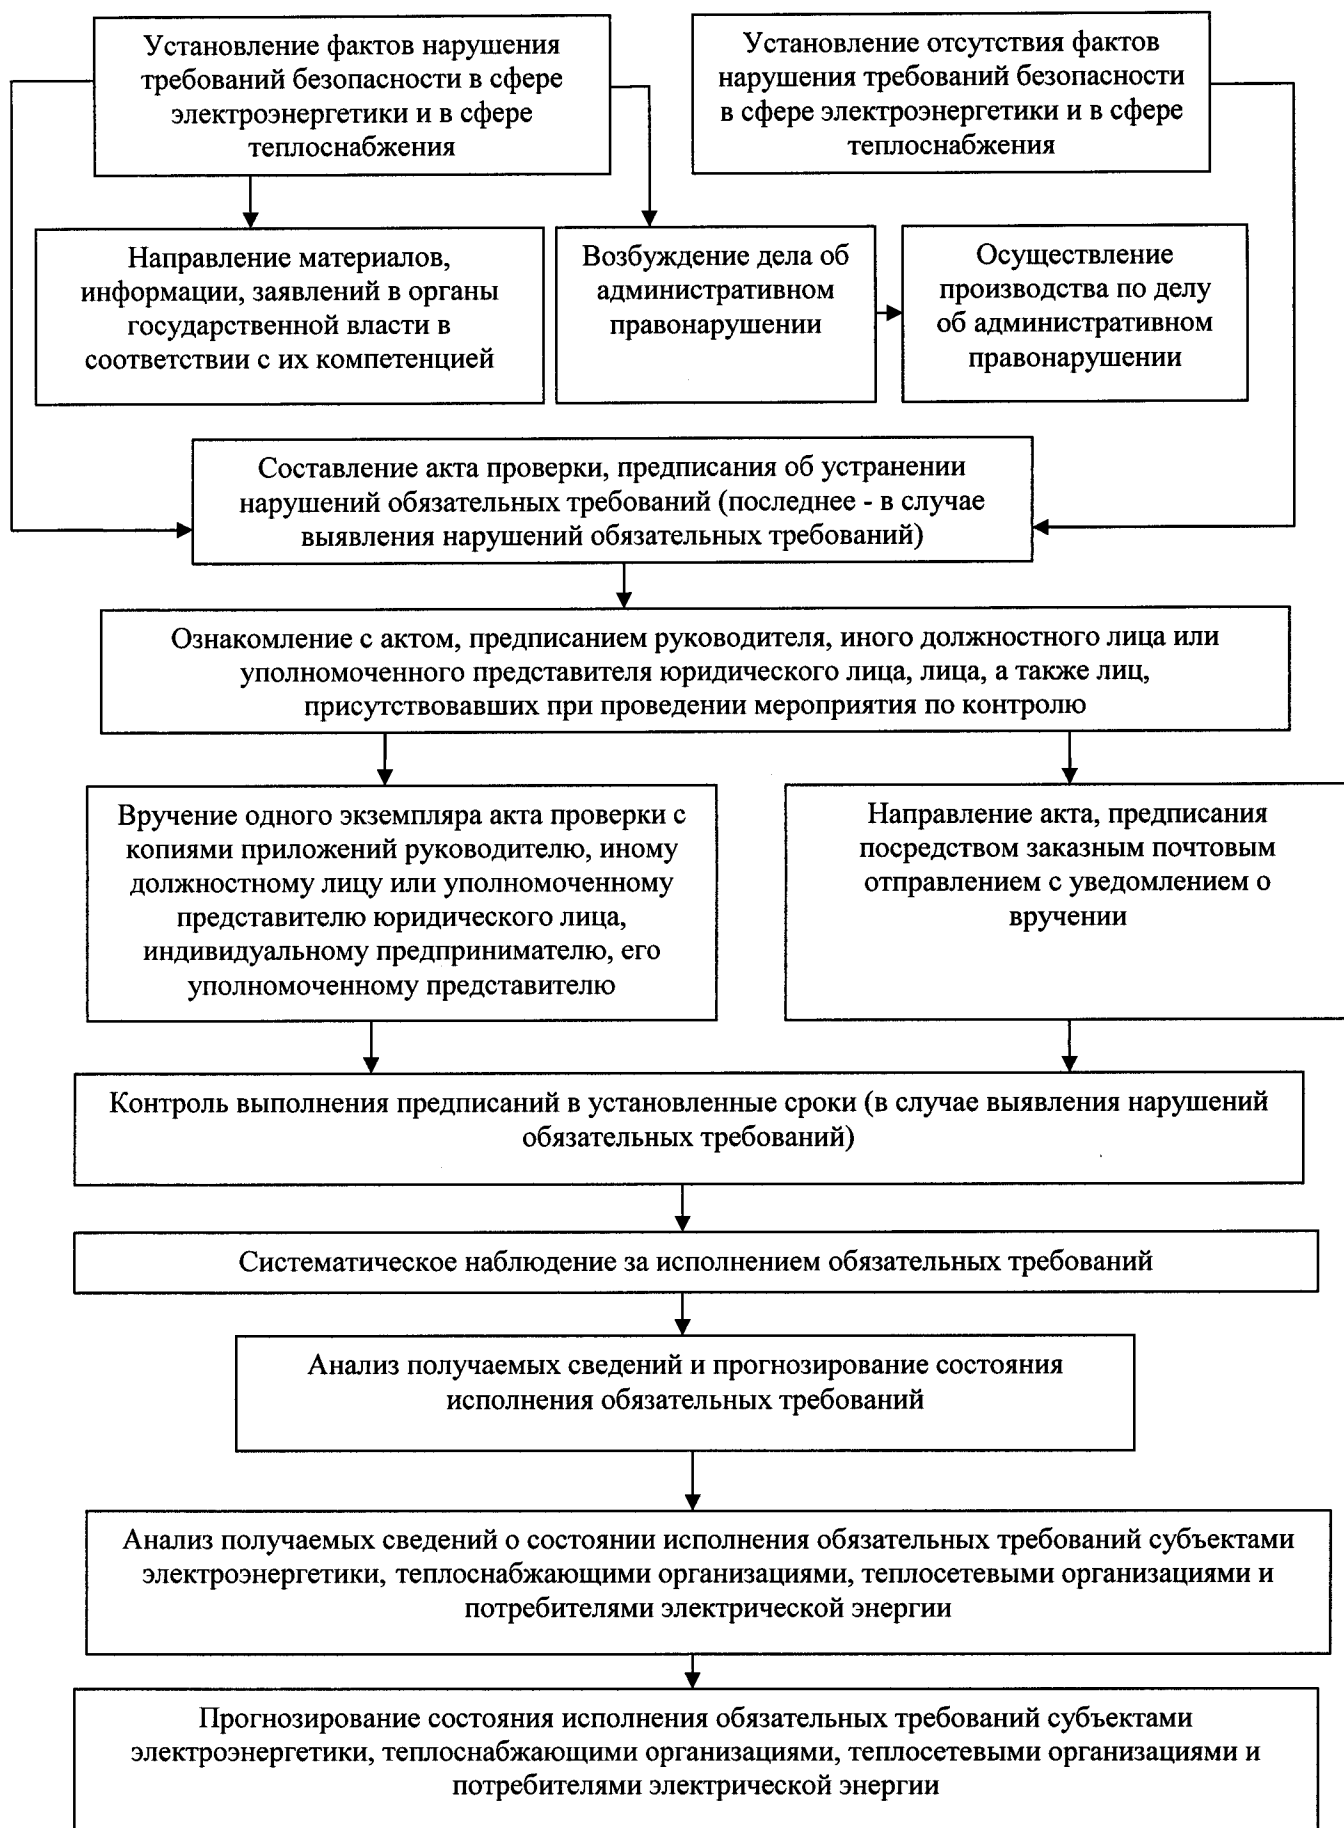 Установление фактов нарушения
требований безопасности в сфере
электроэнергетики и в сфере
теплоснабжения
Установление отсутствия фактов
нарушения требований безопасности
в сфере электроэнергетики и в сфере
теплоснабжения
Направление материалов,
информации, заявлений в органы
государственной власти в
соответствии с их компетенцией
Возбуждение дела об
административном
правонарушении
Осуществление
производства по делу
об административном
правонарушении
Составление акта проверки, предписания об устранении
нарушений обязательных требований (последнее - в случае
выявления нарушений обязательных требований)
Ознакомление с актом, предписанием руководителя, иного должностного лица или
уполномоченного представителя юридического лица, лица, а также лиц,
присутствовавших при проведении мероприятия по контролю
Вручение одного экземпляра акта проверки с
копиями приложений руководителю, иному
должностному лицу или уполномоченному
представителю юридического лица,
индивидуальному предпринимателю, его
уполномоченному представителю
Направление акта, предписания
посредством заказным почтовым
отправлением с уведомлением о
вручении
Контроль выполнения предписаний в установленные сроки (в случае выявления нарушений
обязательных требований)
Систематическое наблюдение за исполнением обязательных требований
Анализ получаемых сведений и прогнозирование состояния
исполнения обязательных требований
Анализ получаемых сведений о состоянии исполнения обязательных требований субъектами
электроэнергетики, теплоснабжающими организациями, теплосетевыми организациями и
потребителями электрической энергии
Прогнозирование состояния исполнения обязательных требований субъектами
электроэнергетики, теплоснабжающими организациями, теплосетевыми организациями и
потребителями электрической энергии